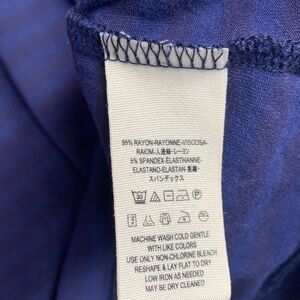 95% RAYON-RAYONNE-VISCOSA-
RAIOM-人造絲-レーヨン
5% SPANDEX-ELASTHANNE-
ELASTANO-ELASTAN-氨綸-
スパンデックス
MACHINE WASH COLD GENTLE
WITH LIKE COLORS
USE ONLY NON-CHLORINE BLEACH
RESHAPE & LAY FLAT TO DRY
LOW IRON AS NEEDED
MAY BE DRY CLEANED